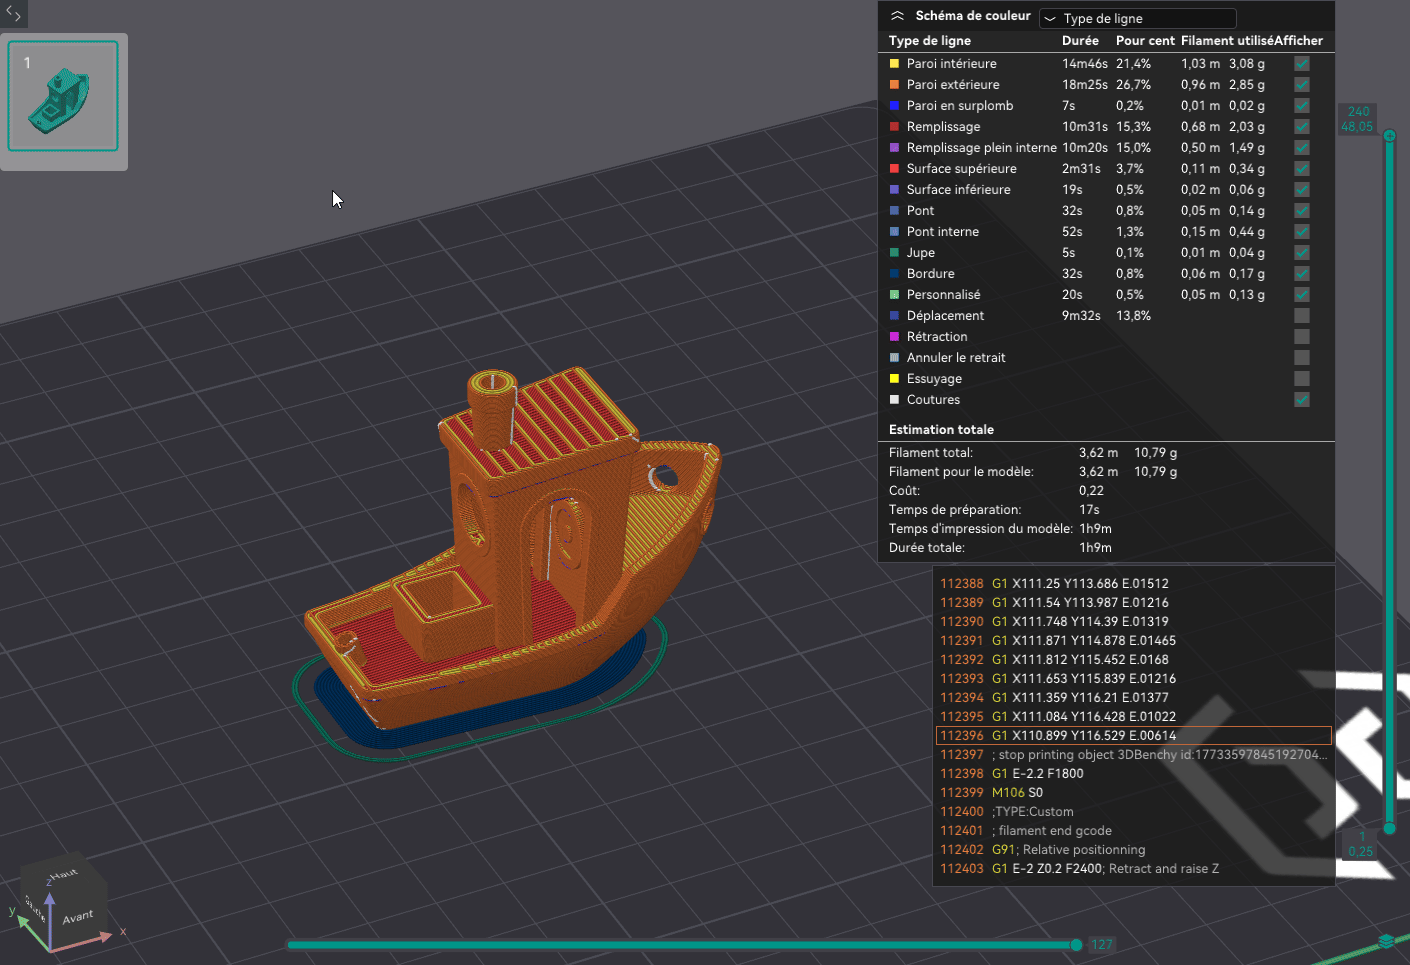 1
Schéma de couleur Type de ligne
Type de ligne Durée Pour cent Filament utilisé Afficher
Paroi intérieure 14m46s 21,4% 1,03 m 3,08 g
Paroi extérieure 18m25s 26,7% 0,96 m 2,85 g
Paroi en surplomb 7s 0,2% 0,01 m 0,02 g
Remplissage 10m31s 15,3% 0,68 m 2,03 g
Remplissage plein interne 10m20s 15,0% 0,50 m 1,49 g
Surface supérieure 2m31s 3,7% 0,11 m 0,34 g
Surface inférieure 19s 0,5% 0,02 m 0,06 g
Pont 32s 0,8% 0,05 m 0,14 g
Pont interne 52s 1,3% 0,15 m 0,44 g
Jupe 5s 0,1% 0,01 m 0,04 g
Bordure 32s 0,8% 0,06 m 0,17 g
Personnalisé 20s 0,5% 0,05 m 0,13 g
Déplacement 9m32s 13,8%
Rétraction
Annuler le retrait
Essuyage
Coutures
Estimation totale
Filament total: 3,62 m 10,79 g
Filament pour le modèle: 3,62 m 10,79 g
Coût: 0,22
Temps de préparation: 17s
Temps d'impression du modèle: 1h9m
Durée totale: 1h9m
240
48,05
112388 G1 X111.25 Y113.686 E.01512
112389 G1 X111.54 Y113.987 E.01216
112390 G1 X111.748 Y114.39 E.01319
112391 G1 X111.871 Y114.878 E.01465
112392 G1 X111.812 Y115.452 E.0168
112393 G1 X111.653 Y115.839 E.01216
112394 G1 X111.359 Y116.21 E.01377
112395 G1 X111.084 Y116.428 E.01022
112396 G1 X110.899 Y116.529 E.00614
112397 ; stop printing object 3DBenchy id:17733597845192704...
112398 G1 E-2.2 F1800
112399 M106 S0
112400 ;TYPE:Custom
112401 ; filament end gcode
112402 G91; Relative positionning
112403 G1 E-2 Z0.2 F2400; Retract and raise Z
1
0,25
Haut
Gauche
Avant
z
y
x
127